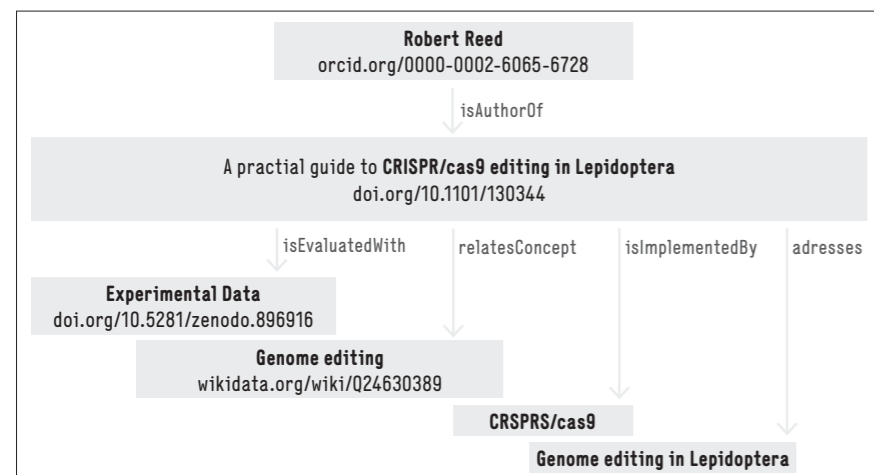 Robert Reed
orcid.org/0000-0002-6065-6728
isAuthorOf
A practial guide to CRISPR/cas9 editing in Lepidoptera
doi.org/10.1101/130344
isEvaluatedWith
relatesConcept
isImplementedBy
adresses
Experimental Data
doi.org/10.5281/zenodo.896916
Genome editing
wikidata.org/wiki/Q24630389
CRSPRS/cas9
Genome editing in Lepidoptera